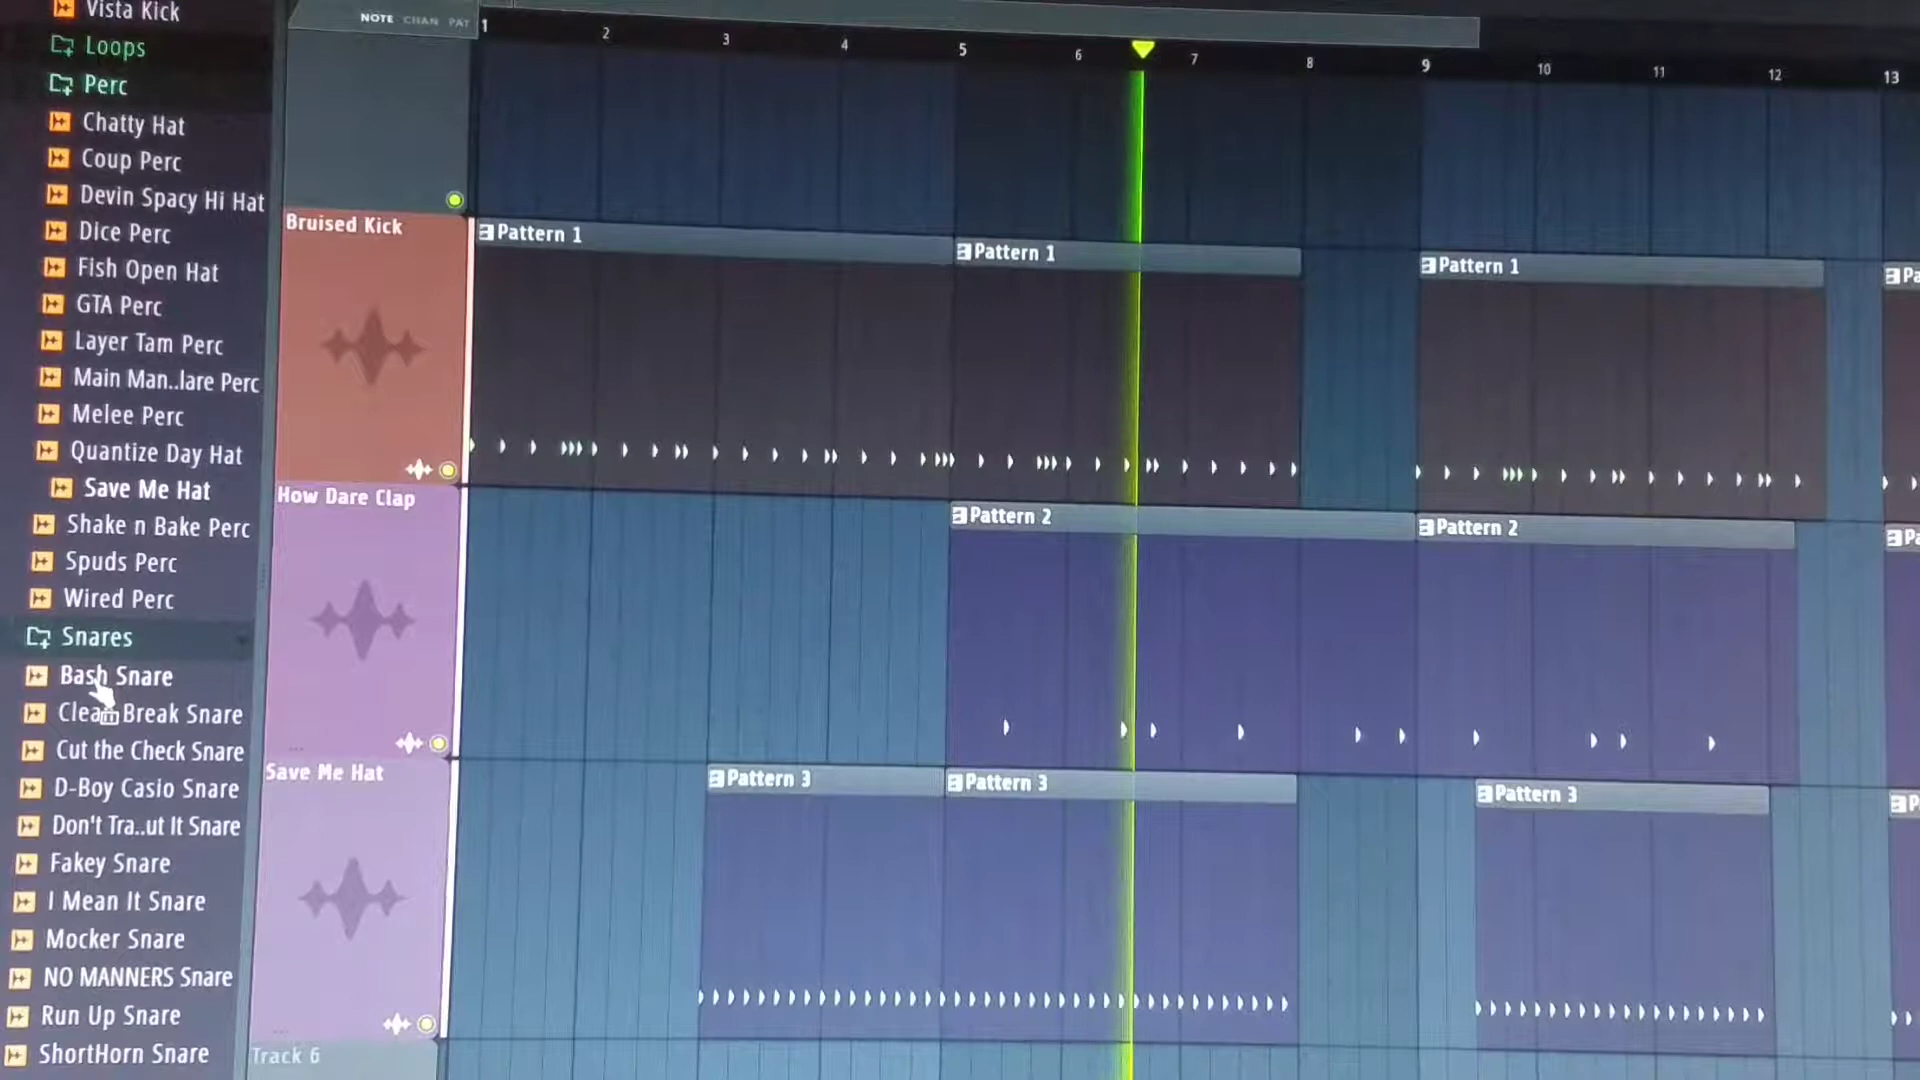 Vista Kick
Loops
Perc
Chatty Hat
Coup Perc
Devin Spacy Hi Hat
Dice Perc
Fish Open Hat
GTA Perc
Layer Tam Perc
Main Man..lare Perc
Melee Perc
Quantize Day Hat
Save Me Hat
Shake n Bake Perc
Spuds Perc
Wired Perc
Snares
Bash Snare
Clean Break Snare
Cut the Check Snare
D-Boy Casio Snare
Don't Tra..ut It Snare
Fakey Snare
I Mean It Snare
Mocker Snare
NO MANNERS Snare
Run Up Snare
ShortHorn Snare
NOTE CHAN PAT
1 2 3 4 5 6 7 8 9 10 11 12 13
Bruised Kick
Pattern 1 Pattern 1 Pattern 1 Pa
How Dare Clap
Pattern 2 Pattern 2 Pa
Save Me Hat
Pattern 3 Pattern 3 Pattern 3 P
Track 6